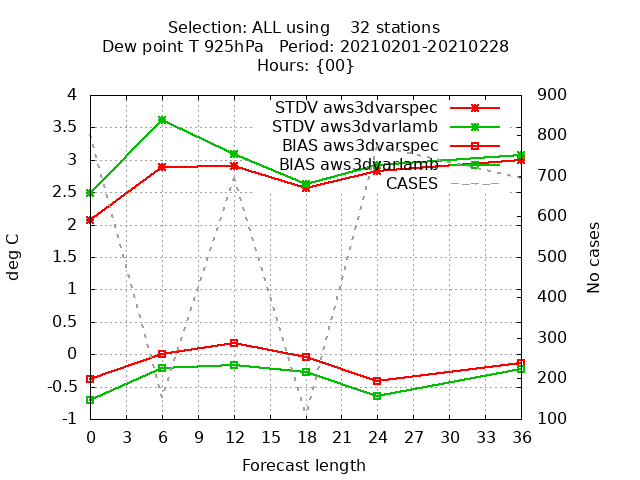 Selection: ALL using    32 stations
Dew point T 925hPa   Period: 20210201-20210228
Hours: {00}
STDV aws3dvarspec
STDV aws3dvarlamb
BIAS aws3dvarspec
BIAS aws3dvarlamb
CASES
deg C
4
3.5
3
2.5
2
1.5
1
0.5
0
-0.5
-1
900
800
700
600
500
400
300
200
100
No cases
0 3 6 9 12 15 18 21 24 27 30 33 36
Forecast length